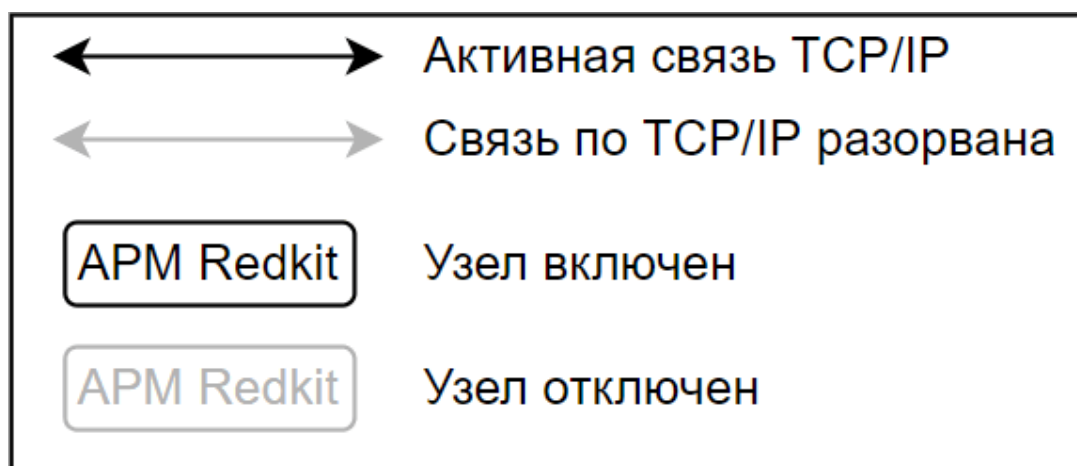 Активная связь TCP/IP
Связь по TCP/IP разорвана
АРМ Redkit Узел включен
АРМ Redkit Узел отключен